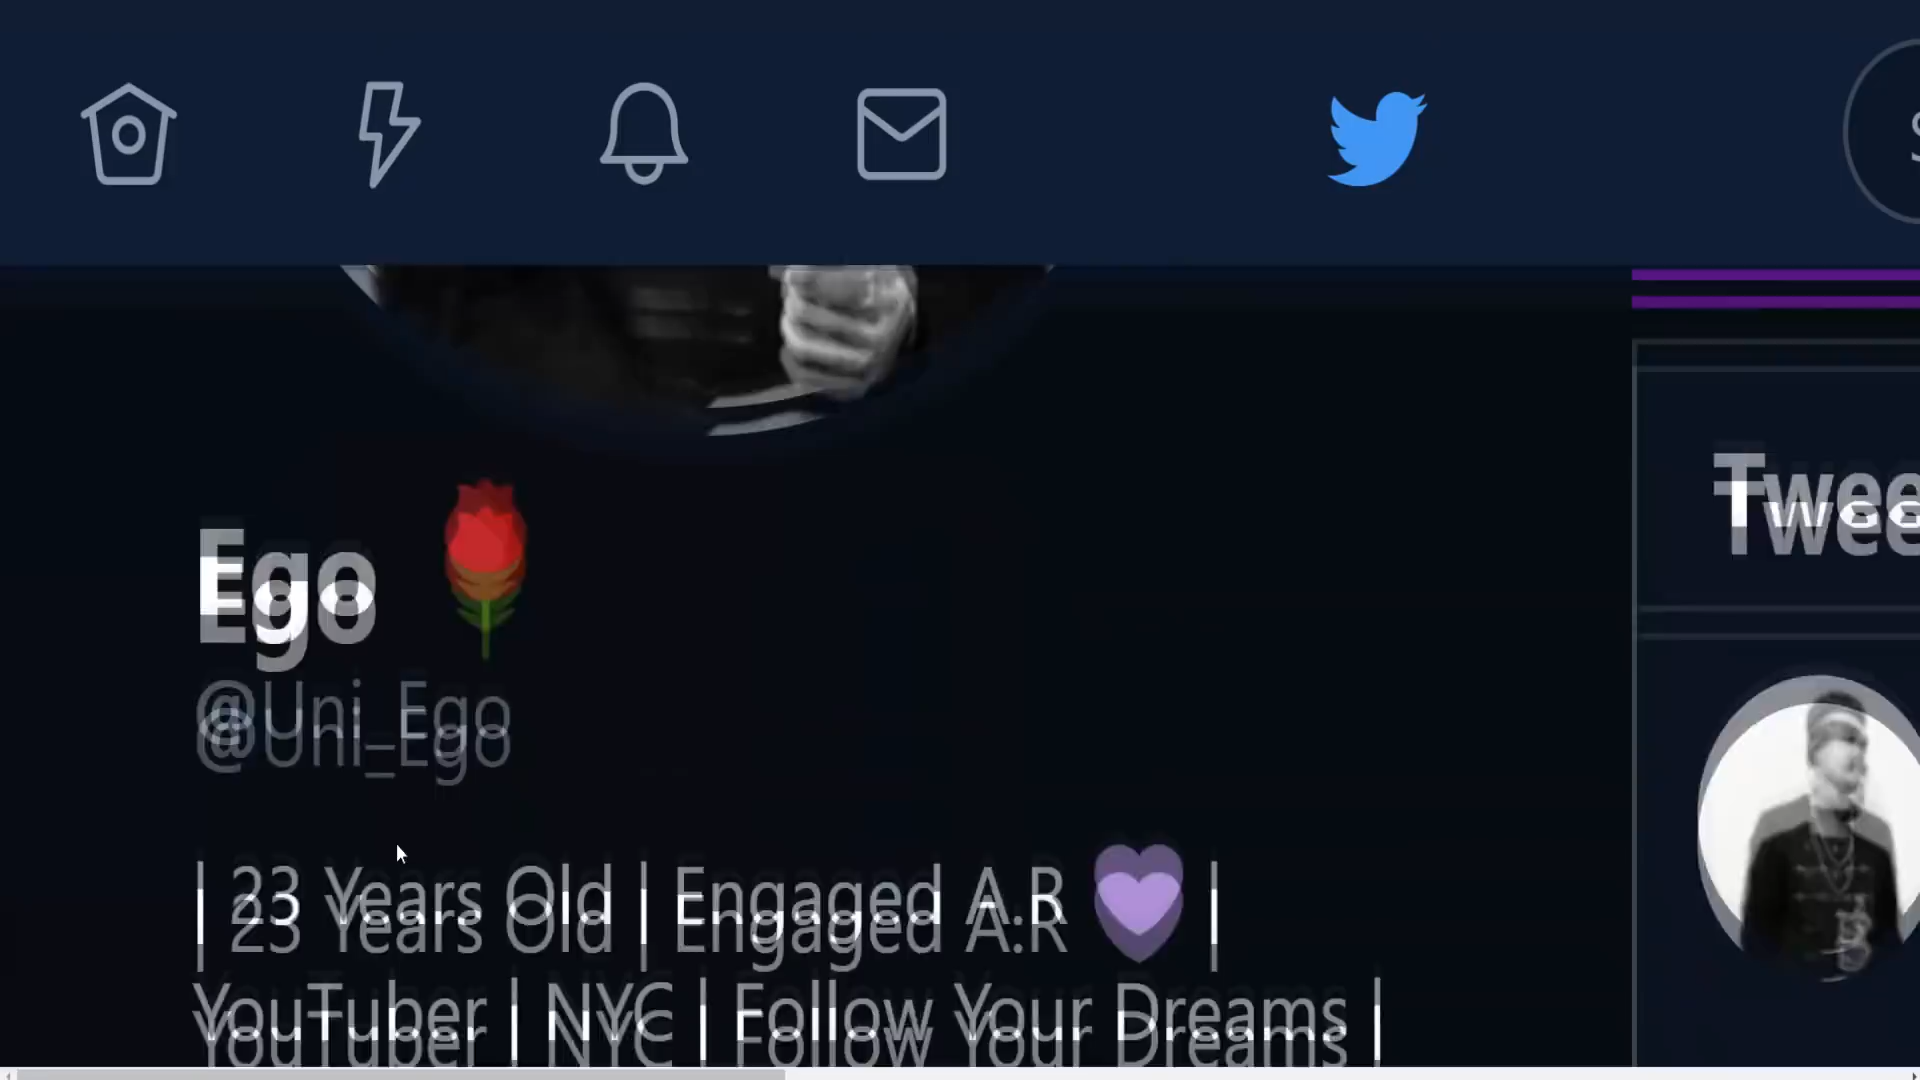 Ego
@Uni_Ego
Twee
| 23 Years Old | Engaged A.R |
YouTuber | NYC | Follow Your Dreams |